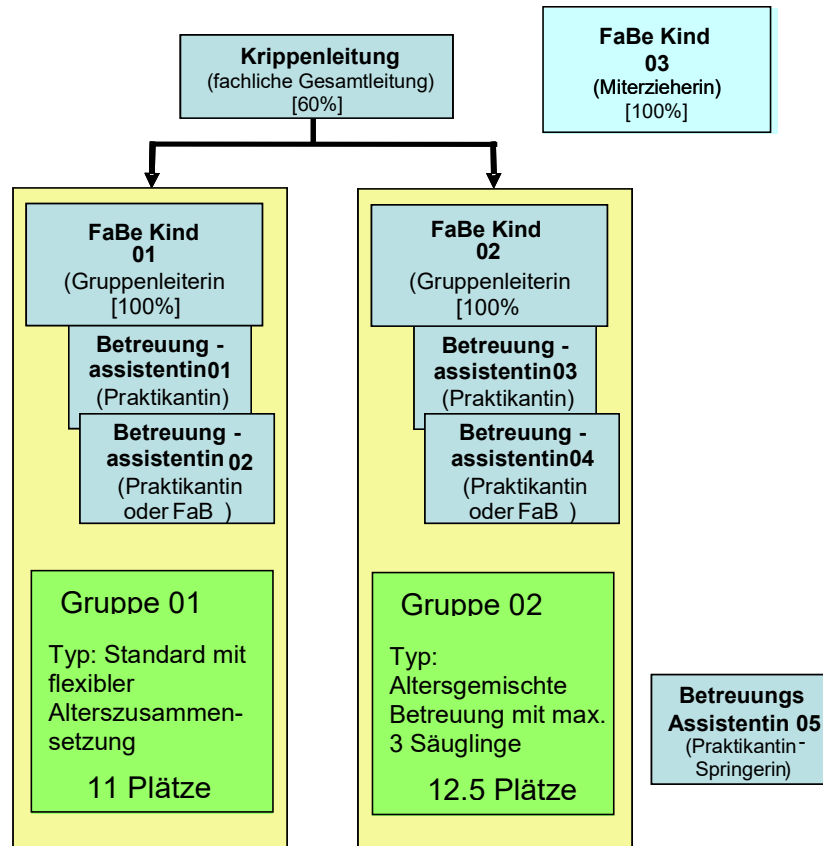 Krippenleitung
(fachliche Gesamtleitung)
[60%]
FaBe Kind
03
(Miterzieherin)
[100%]
FaBe Kind
01
(Gruppenleiterin
[100%]
Betreuung -
assistentin01
(Praktikantin)
Betreuung -
assistentin 02
(Praktikantin
oder FaB )
Gruppe 01
Typ: Standard mit
flexibler
Alterszusammen-
setzung
11 Plätze
FaBe Kind
02
(Gruppenleiterin
[100%
Betreuung -
assistentin03
(Praktikantin)
Betreuung -
assistentin04
(Praktikantin
oder FaB )
Gruppe 02
Typ:
Altersgemischte
Betreuung mit max.
3 Säuglinge
12.5 Plätze
Betreuungs
Assistentin 05
(Praktikantin-
Springerin)